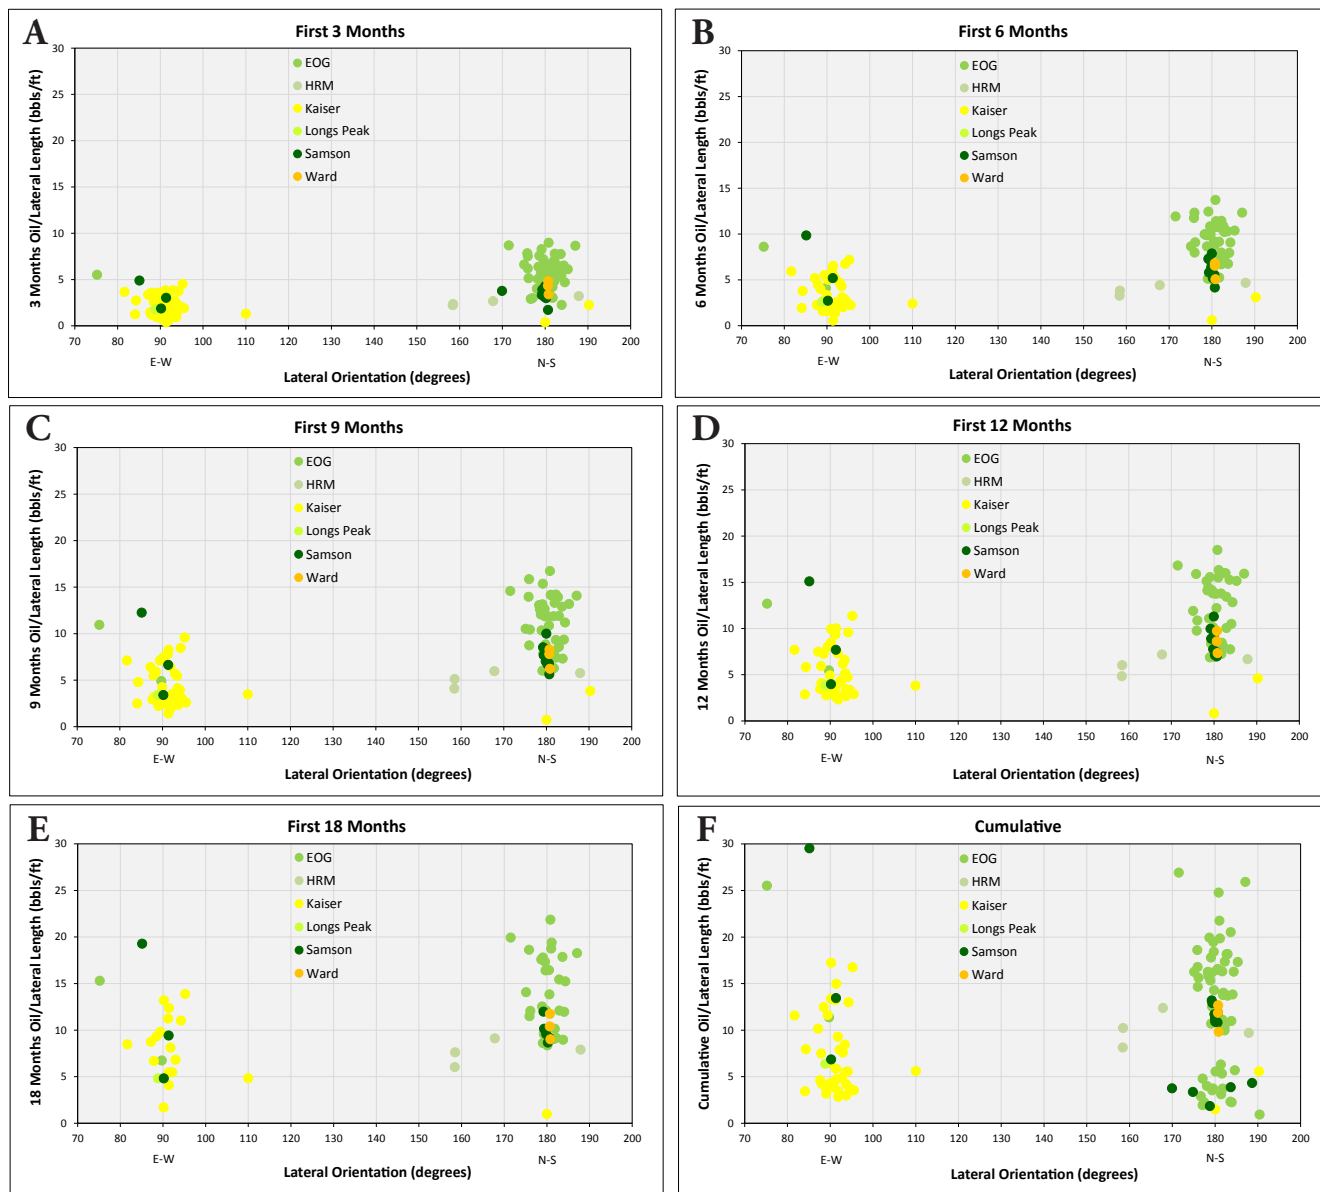 A
First 3 Months
3 Months Oil/Lateral Length (bbls/ft)
30
25
20
15
10
5
0
EOG
HRM
Kaiser
Longs Peak
Samson
Ward
70 80 90 100 110 120 130 140 150 160 170 180 190 200
E-W N-S
Lateral Orientation (degrees)
B
First 6 Months
6 Months Oil/Lateral Length (bbls/ft)
30
25
20
15
10
5
0
EOG
HRM
Kaiser
Longs Peak
Samson
Ward
70 80 90 100 110 120 130 140 150 160 170 180 190 200
E-W N-S
Lateral Orientation (degrees)
C
First 9 Months
9 Months Oil/Lateral Length (bbls/ft)
30
25
20
15
10
5
0
EOG
HRM
Kaiser
Longs Peak
Samson
Ward
70 80 90 100 110 120 130 140 150 160 170 180 190 200
E-W N-S
Lateral Orientation (degrees)
D
First 12 Months
12 Months Oil/Lateral Length (bbls/ft)
30
25
20
15
10
5
0
EOG
HRM
Kaiser
Longs Peak
Samson
Ward
70 80 90 100 110 120 130 140 150 160 170 180 190 200
E-W N-S
Lateral Orientation (degrees)
E
First 18 Months
18 Months Oil/Lateral Length (bbls/ft)
30
25
20
15
10
5
0
EOG
HRM
Kaiser
Longs Peak
Samson
Ward
70 80 90 100 110 120 130 140 150 160 170 180 190 200
E-W N-S
Lateral Orientation (degrees)
F
Cumulative
Cumulative Oil/Lateral Length (bbls/ft)
30
25
20
15
10
5
0
EOG
HRM
Kaiser
Longs Peak
Samson
Ward
70 80 90 100 110 120 130 140 150 160 170 180 190 200
E-W N-S
Lateral Orientation (degrees)